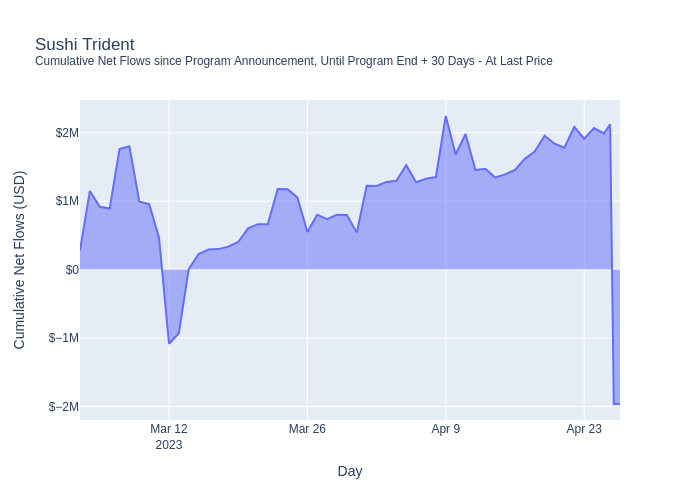 Sushi Trident
Cumulative Net Flows since Program Announcement, Until Program End + 30 Days - At Last Price
Cumulative Net Flows (USD)
$2M
$1M
$0
$−1M
$−2M
Mar 12
2023
Mar 26
Apr 9
Apr 23
Day